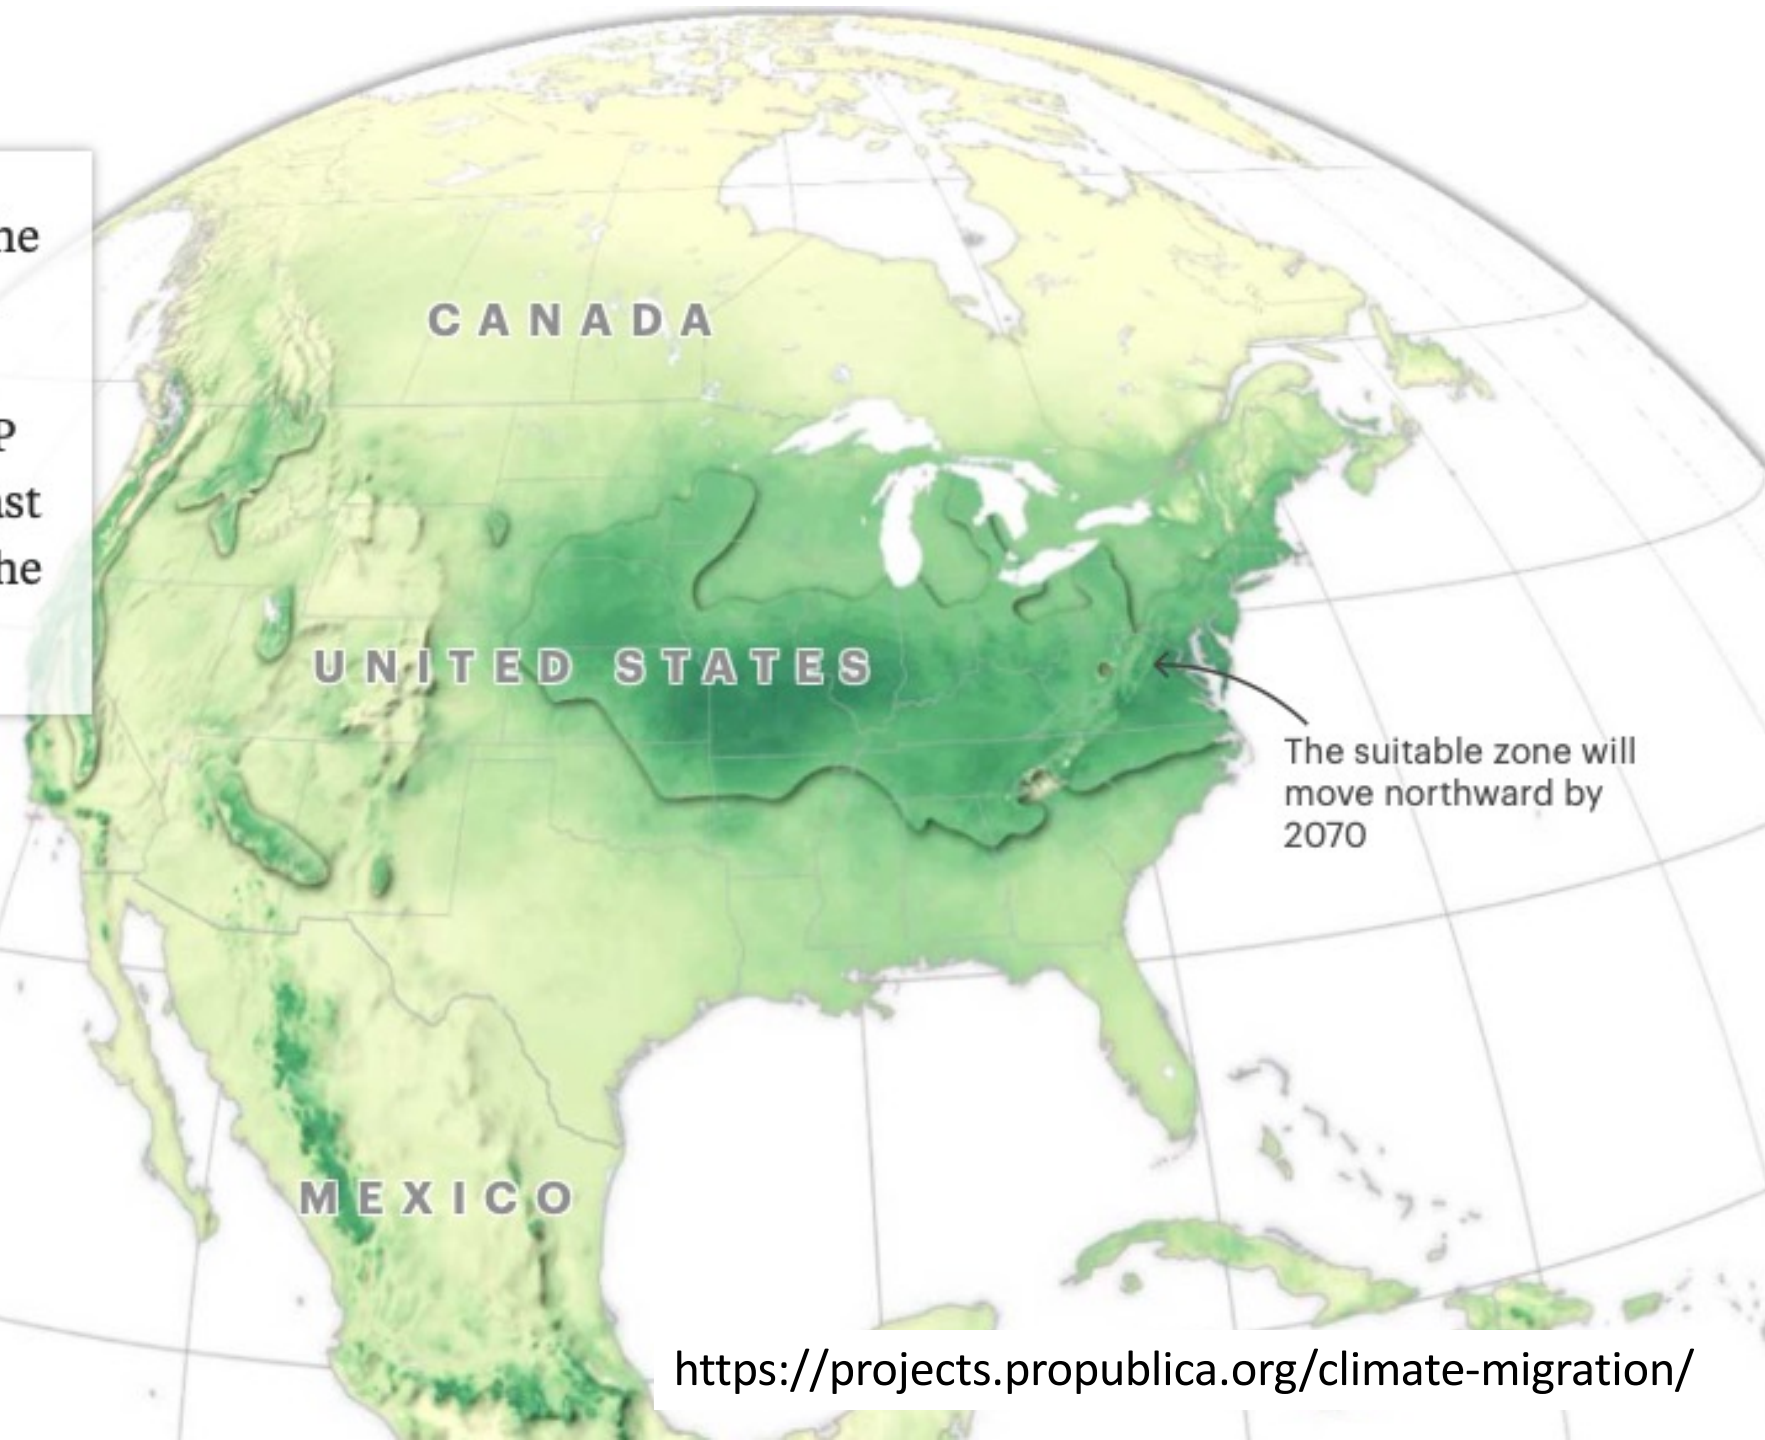 CANADA
UNITED STATES
The suitable zone will
move northward by
2070
MEXICO
https://projects.propublica.org/climate-migration/